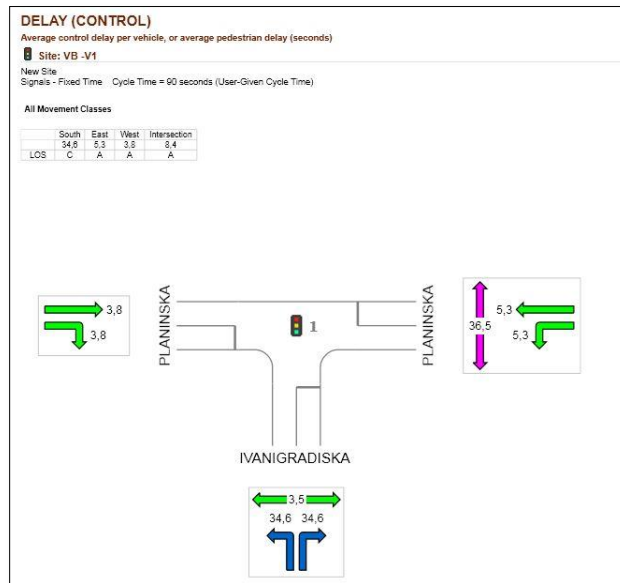 DELAY (CONTROL)
Average control delay per vehicle, or average pedestrian delay (seconds)
Site: VB -V1
New Site
Signals - Fixed Time Cycle Time = 90 seconds (User-Given Cycle Time)
All Movement Classes
South East West Intersection
34,6 5,3 3,8 8,4
LOS C A A A
3,8
3,8
PLANINSKA
1
PLANINSKA
36,5
5,3
5,3
IVANIGRADISKA
3,5
34,6 34,6